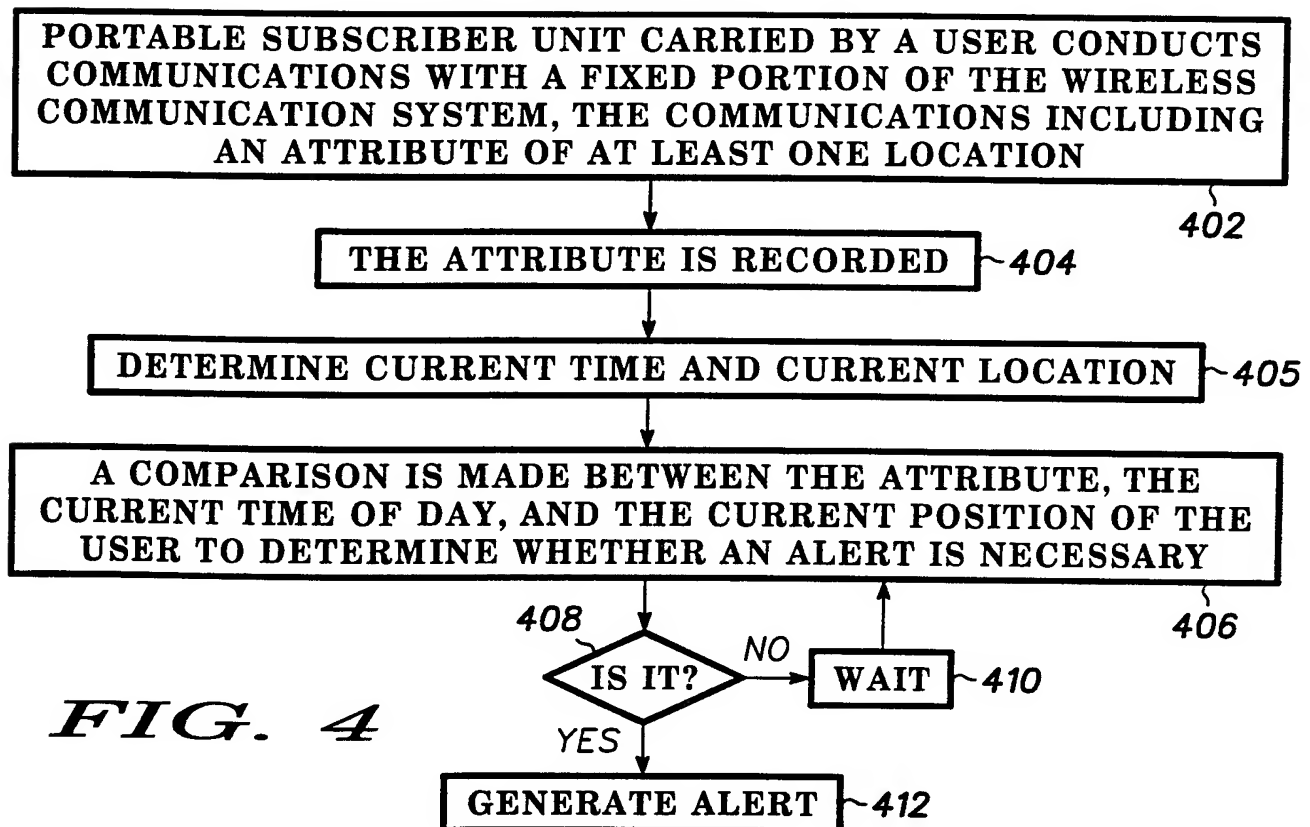 PORTABLE SUBSCRIBER UNIT CARRIED BY A USER CONDUCTS
COMMUNICATIONS WITH A FIXED PORTION OF THE WIRELESS
COMMUNICATION SYSTEM, THE COMMUNICATIONS INCLUDING
AN ATTRIBUTE OF AT LEAST ONE LOCATION
402
THE ATTRIBUTE IS RECORDED
404
DETERMINE CURRENT TIME AND CURRENT LOCATION
405
A COMPARISON IS MADE BETWEEN THE ATTRIBUTE, THE
CURRENT TIME OF DAY, AND THE CURRENT POSITION OF THE
USER TO DETERMINE WHETHER AN ALERT IS NECESSARY
406
408
IS IT?
NO
WAIT
410
YES
FIG. 4
GENERATE ALERT
412